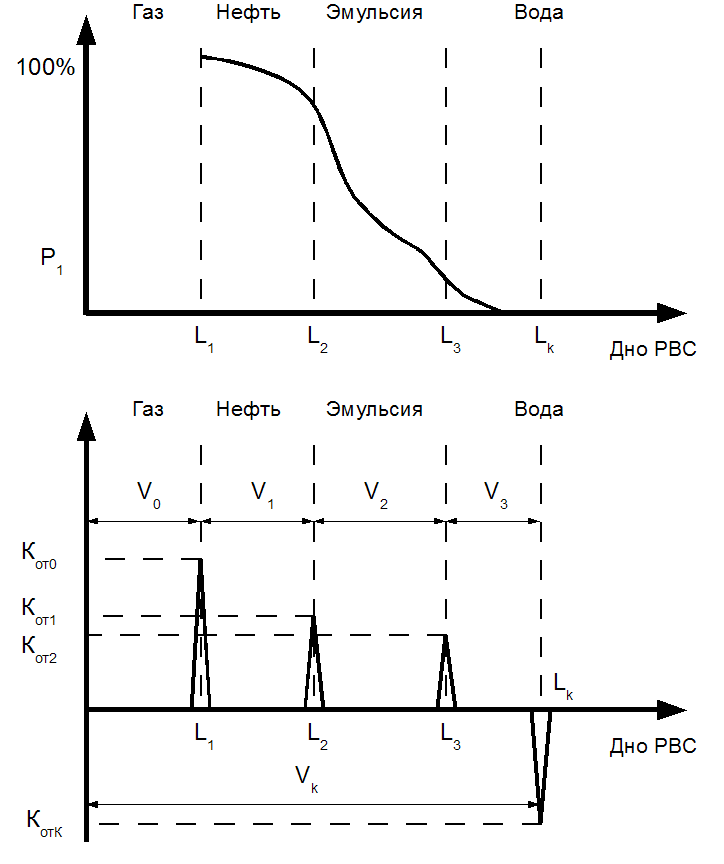 Газ Нефть Эмульсия Вода
100%
P1
L1 L2 L3 Lk
Дно РВС
Газ Нефть Эмульсия Вода
V0 V1 V2 V3
Kот0
Kот1
Kот2
Lk
L1 L2 L3
Дно РВС
Vk
KотК